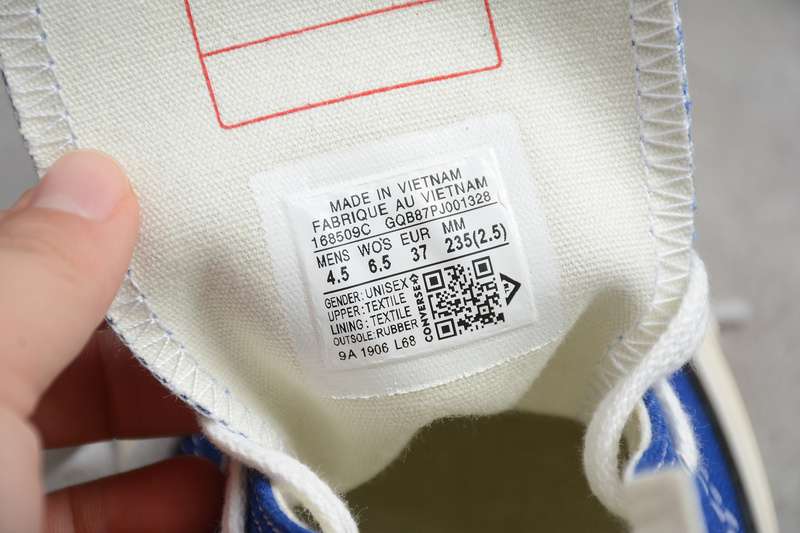 MADE IN VIETNAM
FABRIQUE AU VIETNAM
168509C GQB87PJ001328
MENS WO'S EUR MM
4.5 6.5 37 235(2.5)
GENDER: UNISEX
UPPER: TEXTILE
LINING: TEXTILE
OUTSOLE: RUBBER
CONVERSE
9A 1906 L68